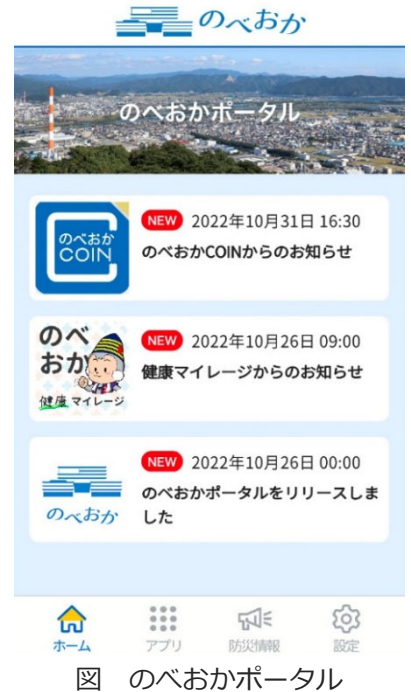 のべおか
のべおかポータル
のべおか
COIN
NEW 2022年10月31日 16:30
のべおかCOINからのお知らせ
のべ
おか
健康 マイレージ
NEW 2022年10月26日 09:00
健康マイレージからのお知らせ
のべおか
NEW 2022年10月26日 00:00
のべおかポータルをリリースしま
した
ホーム アプリ 防災情報 設定
図 のべおかポータル